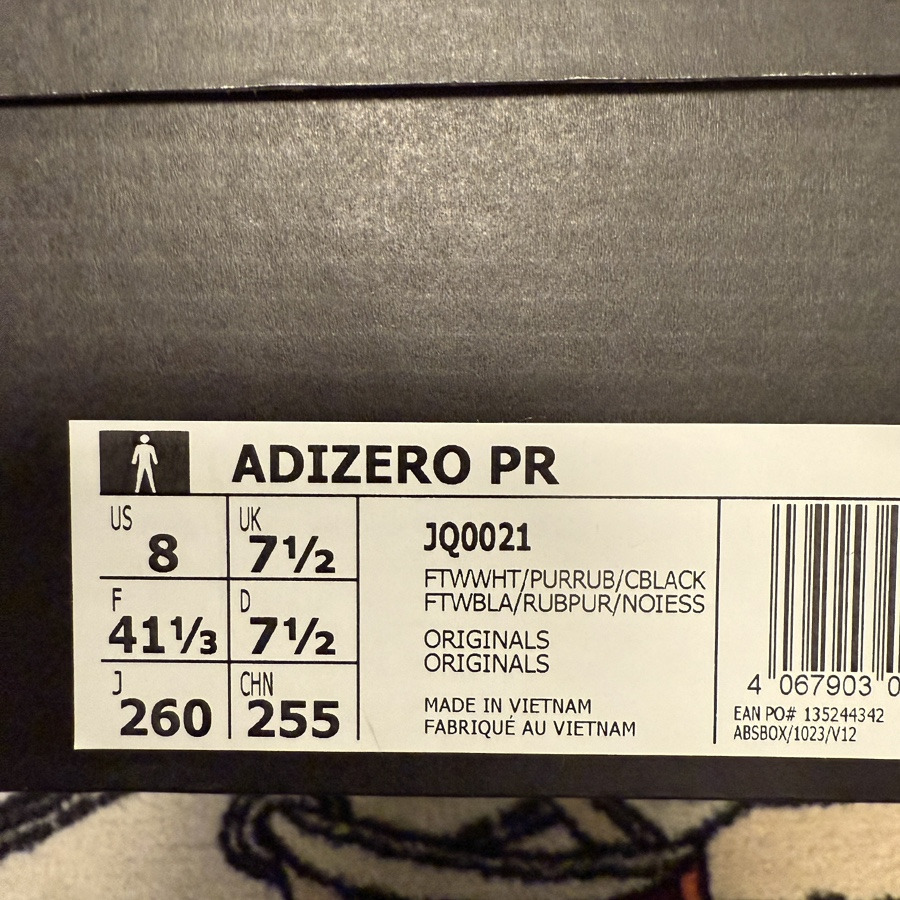 ADIZERO PR
US 8 UK 7½
F 41⅓ D 7½
J 260 CHN 255
JQ0021
FTWWHT/PURRUB/CBLACK
FTWBLA/RUBPUR/NOIESS
ORIGINALS
ORIGINALS
MADE IN VIETNAM
FABRIQUÉ AU VIETNAM
4 067903 0
EAN PO# 135244342
ABSBOX/1023/V12